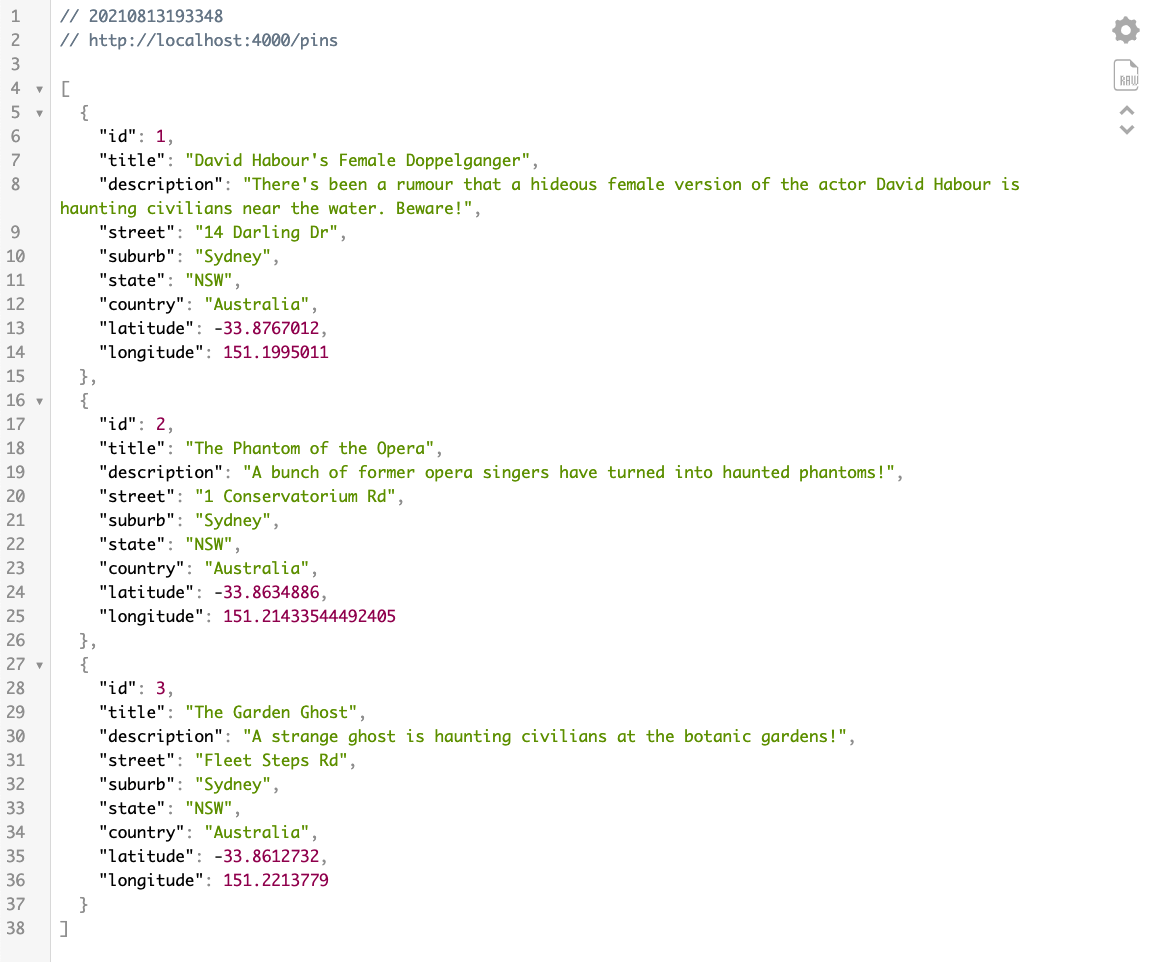 1 // 20210813193348
2 // http://localhost:4000/pins
3
4 ▾ [
5 ▾ {
6 "id": 1,
7 "title": "David Habour's Female Doppelganger",
8 "description": "There's been a rumour that a hideous female version of the actor David Habour is
haunting civilians near the water. Beware!",
9 "street": "14 Darling Dr",
10 "suburb": "Sydney",
11 "state": "NSW",
12 "country": "Australia",
13 "latitude": -33.8767012,
14 "longitude": 151.1995011
15 },
16 ▾ {
17 "id": 2,
18 "title": "The Phantom of the Opera",
19 "description": "A bunch of former opera singers have turned into haunted phantoms!",
20 "street": "1 Conservatorium Rd",
21 "suburb": "Sydney",
22 "state": "NSW",
23 "country": "Australia",
24 "latitude": -33.8634886,
25 "longitude": 151.21433544492405
26 },
27 ▾ {
28 "id": 3,
29 "title": "The Garden Ghost",
30 "description": "A strange ghost is haunting civilians at the botanic gardens!",
31 "street": "Fleet Steps Rd",
32 "suburb": "Sydney",
33 "state": "NSW",
34 "country": "Australia",
35 "latitude": -33.8612732,
36 "longitude": 151.2213779
37 }
38 ]
RAW